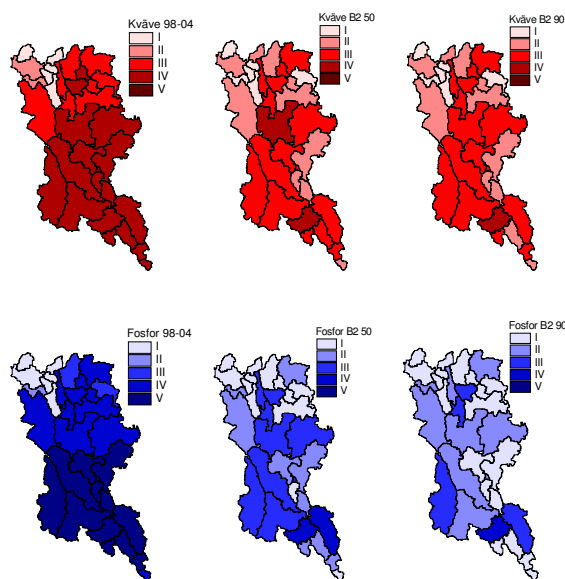 Kväve 98-04
I
II
III
IV
V
Kväve B2 50
I
II
III
IV
V
Kväve B2 90
I
II
III
IV
V
Fosfor 98-04
I
II
III
IV
V
Fosfor B2 50
I
II
III
IV
V
Fosfor B2 90
I
II
III
IV
V